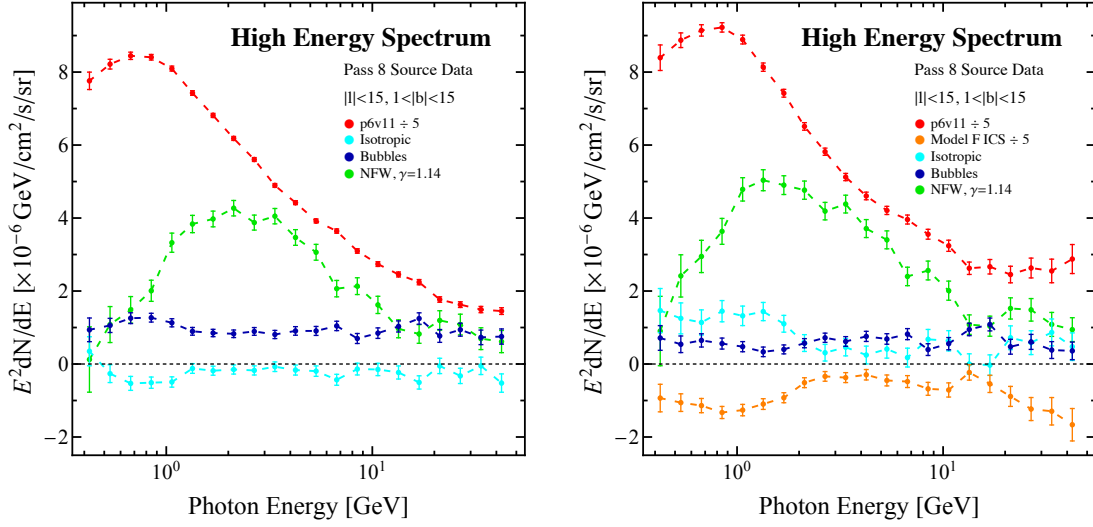 High Energy Spectrum
Pass 8 Source Data
|l|<15, 1<|b|<15
p6v11 ÷ 5
Isotropic
Bubbles
NFW, γ=1.14
8
6
4
2
0
−2
E²dN/dE [×10⁻⁶ GeV/cm²/s/sr]
10⁰
10¹
Photon Energy [GeV]
High Energy Spectrum
Pass 8 Source Data
|l|<15, 1<|b|<15
p6v11 ÷ 5
Model F ICS ÷ 5
Isotropic
Bubbles
NFW, γ=1.14
8
6
4
2
0
−2
E²dN/dE [×10⁻⁶ GeV/cm²/s/sr]
10⁰
10¹
Photon Energy [GeV]